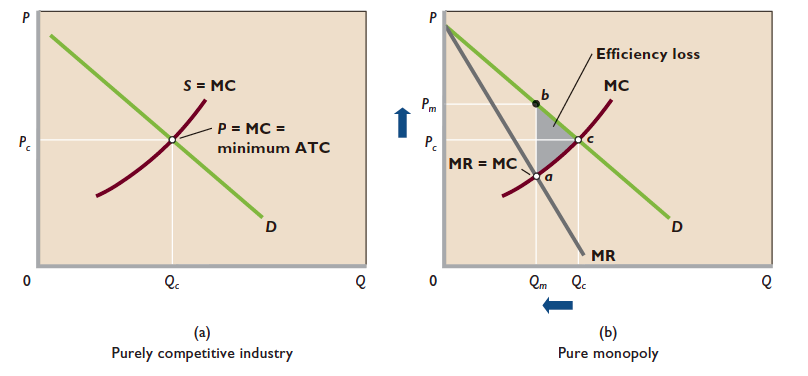 P
S = MC
P = MC =
minimum ATC
Pc
D
0
Qc
Q
(a)
Purely competitive industry
P
Efficiency loss
MC
b
Pm
Pc
c
MR = MC
a
D
MR
0
Qm
Qc
Q
(b)
Pure monopoly